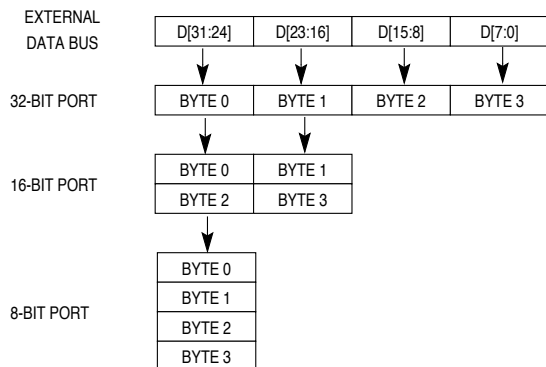 EXTERNAL
DATA BUS
D[31:24] D[23:16] D[15:8] D[7:0]
32-BIT PORT BYTE 0 BYTE 1 BYTE 2 BYTE 3
16-BIT PORT
BYTE 0 BYTE 1
BYTE 2 BYTE 3
8-BIT PORT
BYTE 0
BYTE 1
BYTE 2
BYTE 3